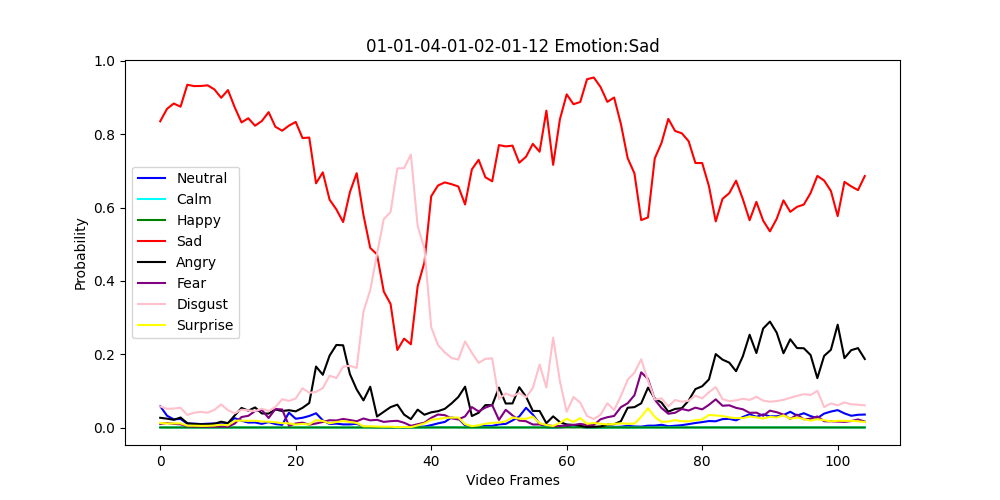 01-01-04-01-02-01-12 Emotion:Sad
1.0
0.8
0.6
0.4
0.2
0.0
Probability
Neutral
Calm
Happy
Sad
Angry
Fear
Disgust
Surprise
0 20 40 60 80 100
Video Frames